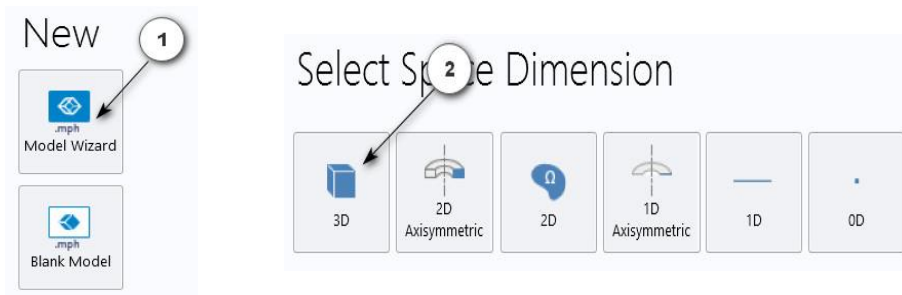 New
1
.mph
Model Wizard
.mph
Blank Model
Select Space Dimension
2
3D
2D
Axisymmetric
Ω
2D
1D
Axisymmetric
1D
0D